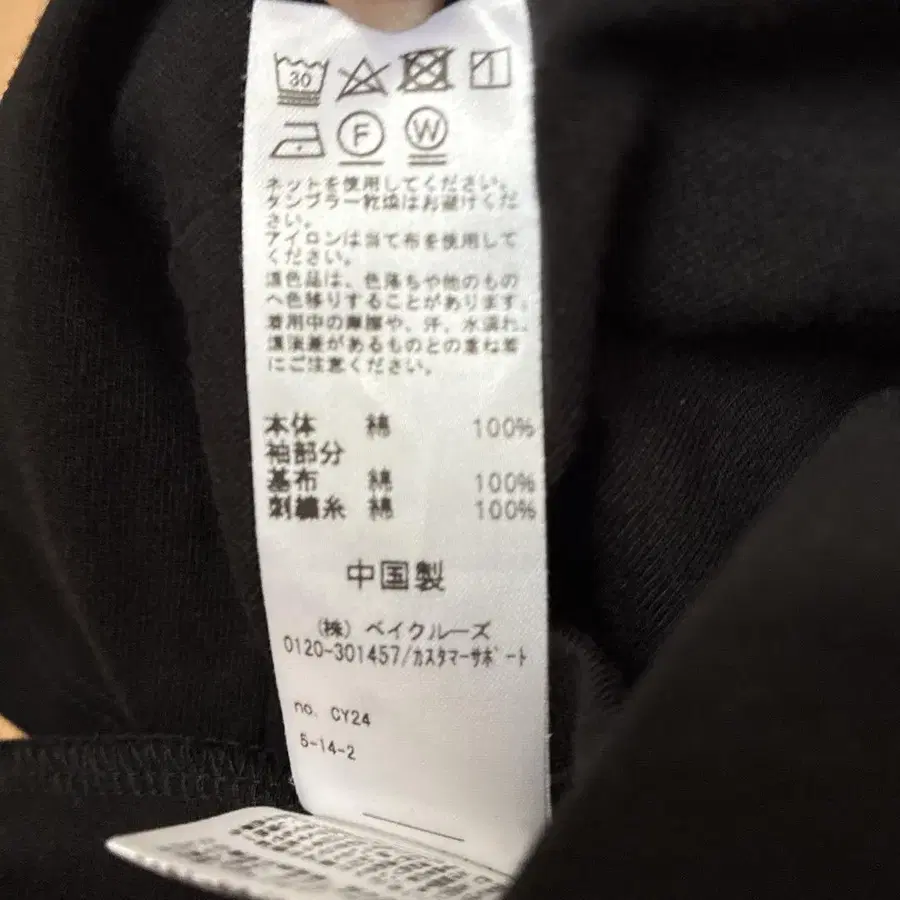 30
F W
ネットを使用してください。
タンブラー乾燥はお避けくだ
さい。
アイロンは当て布を使用して
ください。
濃色品は、色落ちや他のもの
へ色移りすることがあります。
着用中の摩擦や、汗、水濡れ、
濃淡差があるものとの重ね着
にご注意ください。
本体 綿 100%
袖部分
基布 綿 100%
刺繍糸 綿 100%
中国製
(株) ベイクルーズ
0120-301457/カスタマーサポート
no. CY24
5-14-2